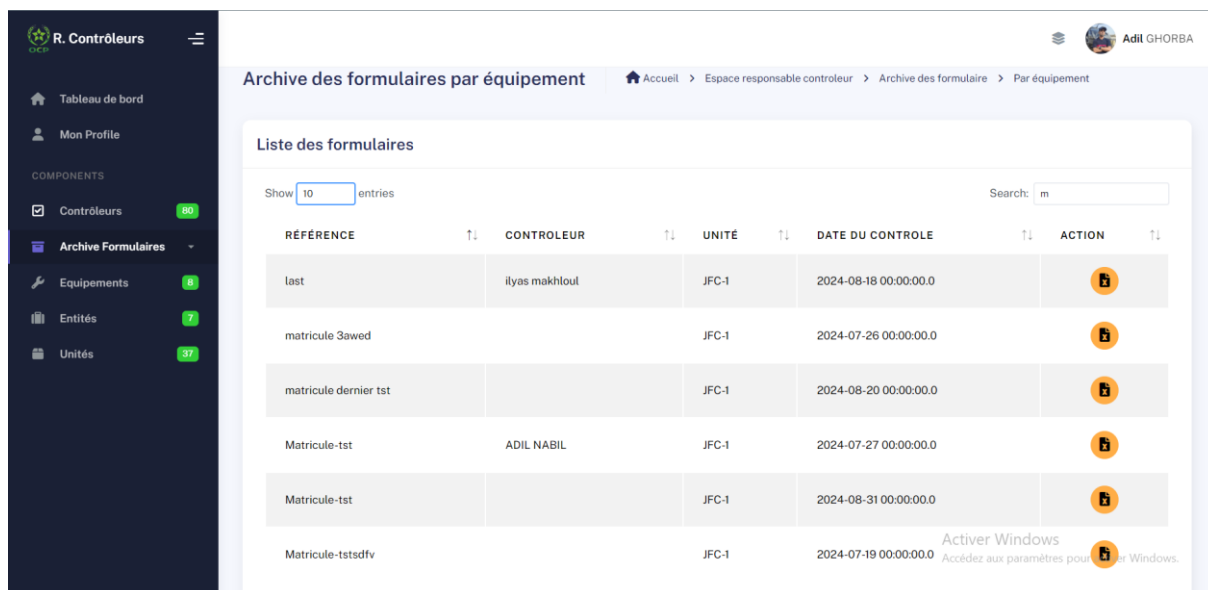 OCP R. Contrôleurs
Adil GHORBA
Archive des formulaires par équipement
Accueil > Espace responsable controleur > Archive des formulaire > Par équipement
Tableau de bord
Mon Profile
COMPONENTS
Contrôleurs 80
Archive Formulaires
Equipements 8
Entités 7
Unités 37
Liste des formulaires
Show 10 entries
Search: m
RÉFÉRENCE CONTROLEUR UNITÉ DATE DU CONTROLE ACTION
last ilyas makhloul JFC-1 2024-08-18 00:00:00.0
matricule 3awed JFC-1 2024-07-26 00:00:00.0
matricule dernier tst JFC-1 2024-08-20 00:00:00.0
Matricule-tst ADIL NABIL JFC-1 2024-07-27 00:00:00.0
Matricule-tst JFC-1 2024-08-31 00:00:00.0
Matricule-tstsdfv JFC-1 2024-07-19 00:00:00.0
Activer Windows
Accédez aux paramètres pour er Windows.